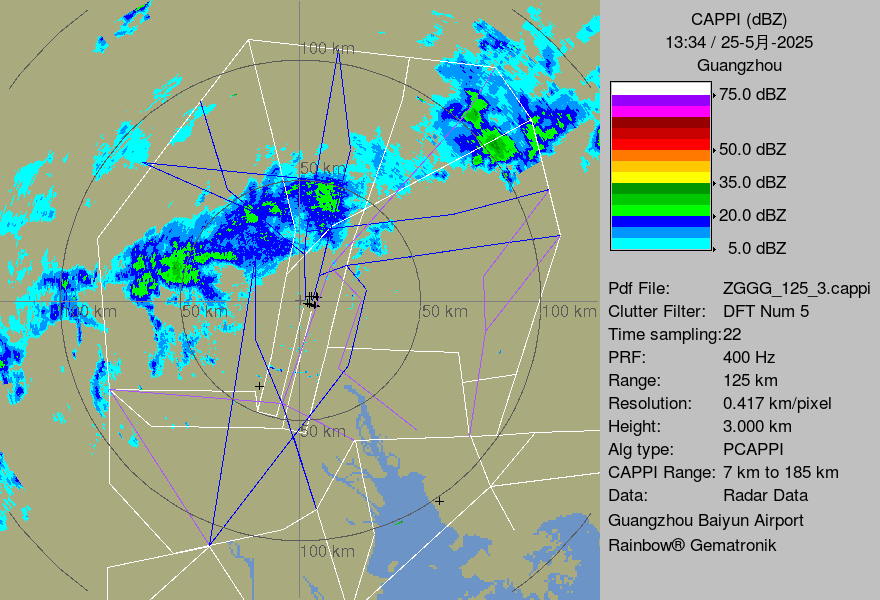 CAPPI (dBZ)
13:34 / 25-5月-2025
Guangzhou
75.0 dBZ
50.0 dBZ
35.0 dBZ
20.0 dBZ
5.0 dBZ
Pdf File: ZGGG_125_3.cappi
Clutter Filter: DFT Num 5
Time sampling:22
PRF: 400 Hz
Range: 125 km
Resolution: 0.417 km/pixel
Height: 3.000 km
Alg type: PCAPPI
CAPPI Range: 7 km to 185 km
Data: Radar Data
Guangzhou Baiyun Airport
Rainbow® Gematronik
100 km
50 km
100 km
50 km
50 km
100 km
50 km
100 km